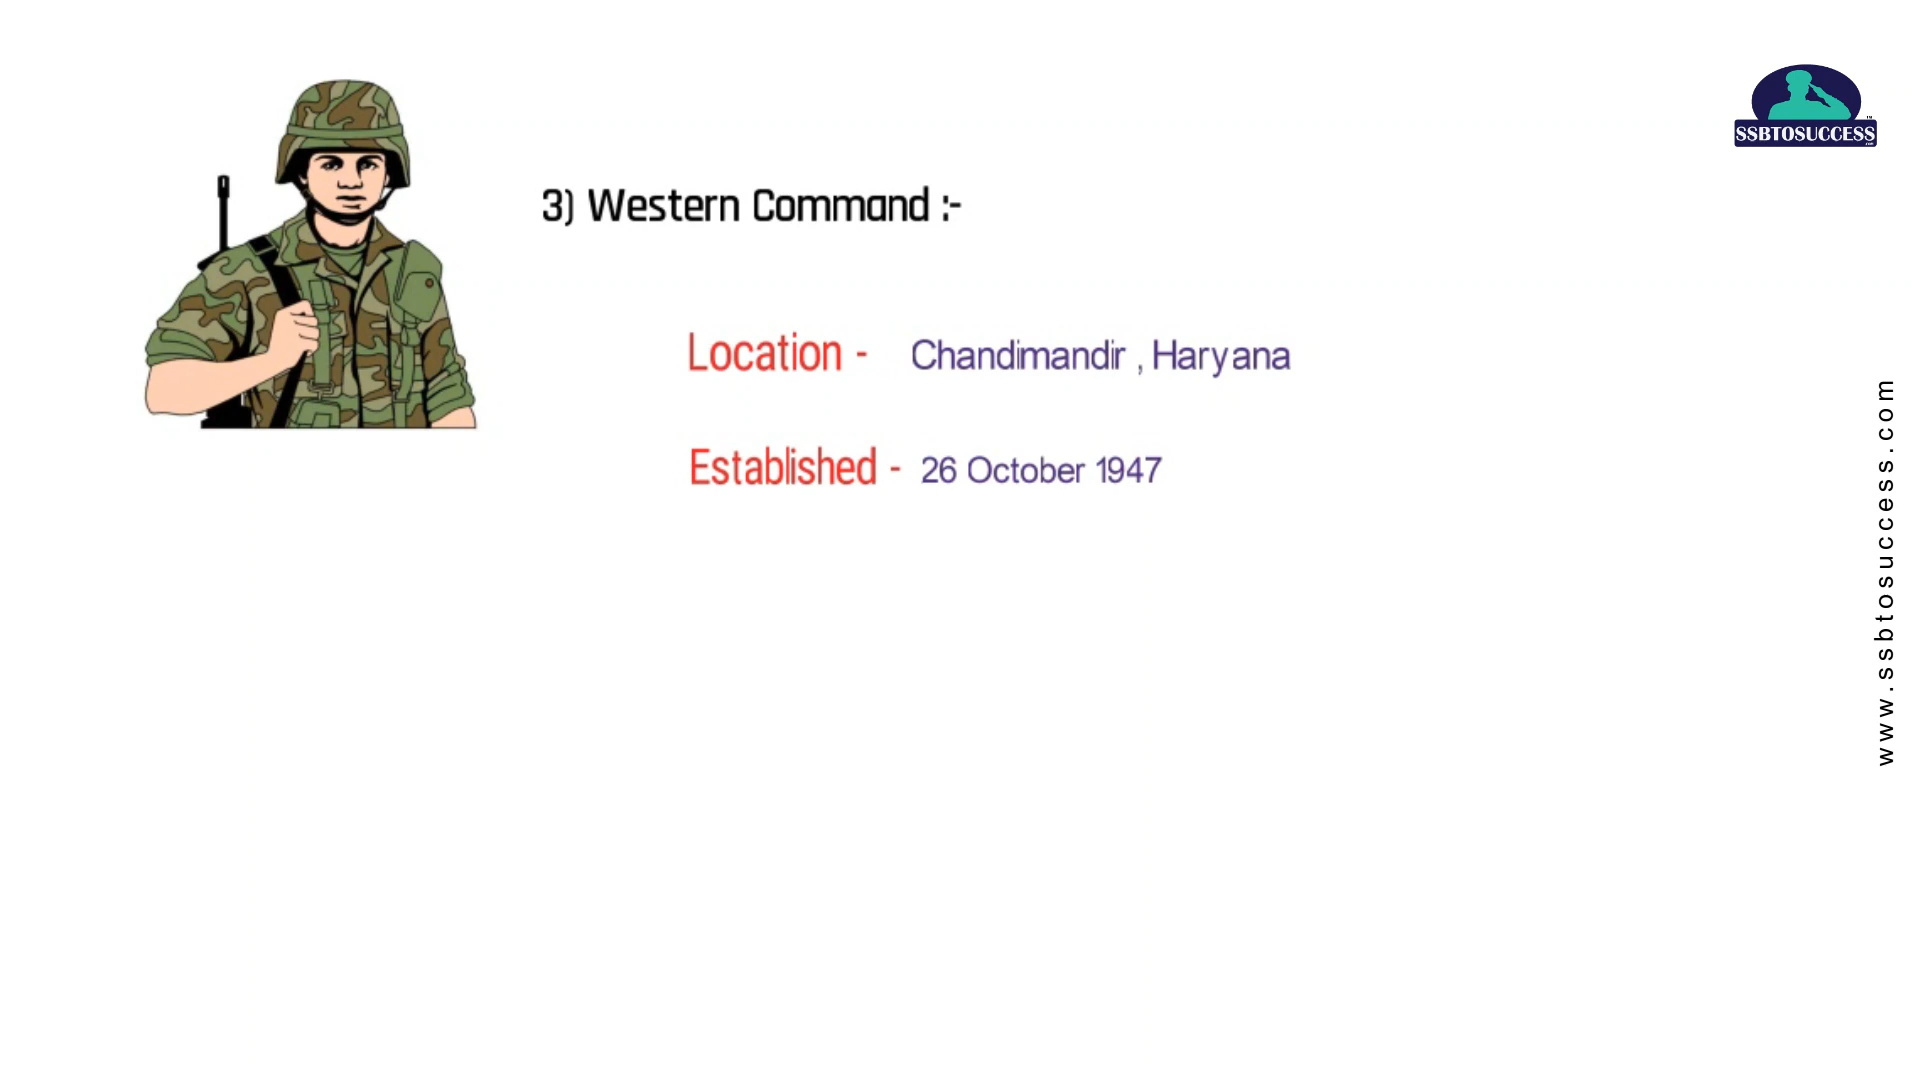 SSBTOSUCCESS
3) Western Command :-
Location - Chandimandir , Haryana
Established - 26 October 1947
www.ssbtosuccess.com